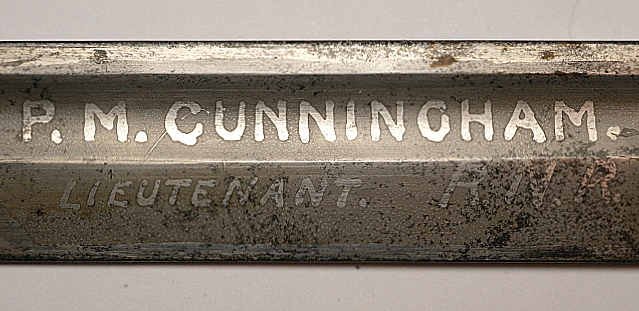 P. M. CUNNINGHAM.
LIEUTENANT. R.N.R